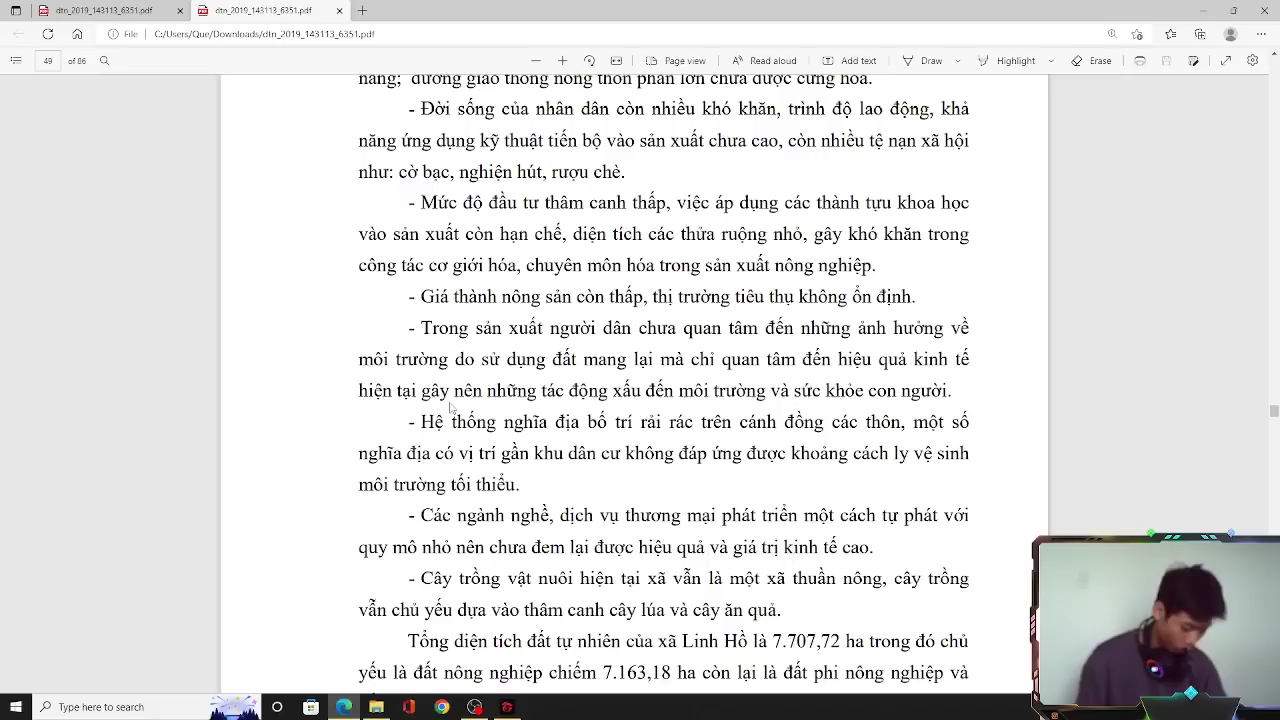 dtn_2019_143113_6351.pdf
dtn_2019_143113_6351.pdf
File C:/Users/Que/Downloads/dtn_2019_143113_6351.pdf
49 of 86 Page view Read aloud Add text Draw Highlight Erase
năng; đường giao thông nông thôn phần lớn chưa được cứng hóa.
- Đời sống của nhân dân còn nhiều khó khăn, trình độ lao động, khả
năng ứng dụng kỹ thuật tiến bộ vào sản xuất chưa cao, còn nhiều tệ nạn xã hội
như: cờ bạc, nghiện hút, rượu chè.
- Mức độ đầu tư thâm canh thấp, việc áp dụng các thành tựu khoa học
vào sản xuất còn hạn chế, diện tích các thửa ruộng nhỏ, gây khó khăn trong
công tác cơ giới hóa, chuyên môn hóa trong sản xuất nông nghiệp.
- Giá thành nông sản còn thấp, thị trường tiêu thụ không ổn định.
- Trong sản xuất người dân chưa quan tâm đến những ảnh hưởng về
môi trường do sử dụng đất mang lại mà chỉ quan tâm đến hiệu quả kinh tế
hiện tại gây nên những tác động xấu đến môi trường và sức khỏe con người.
- Hệ thống nghĩa địa bố trí rải rác trên cánh đồng các thôn, một số
nghĩa địa có vị trí gần khu dân cư không đáp ứng được khoảng cách ly vệ sinh
môi trường tối thiểu.
- Các ngành nghề, dịch vụ thương mại phát triển một cách tự phát với
quy mô nhỏ nên chưa đem lại được hiệu quả và giá trị kinh tế cao.
- Cây trồng vật nuôi hiện tại xã vẫn là một xã thuần nông, cây trồng
vẫn chủ yếu dựa vào thâm canh cây lúa và cây ăn quả.
Tổng diện tích đất tự nhiên của xã Linh Hồ là 7.707,72 ha trong đó chủ
yếu là đất nông nghiệp chiếm 7.163,18 ha còn lại là đất phi nông nghiệp và
Type here to search